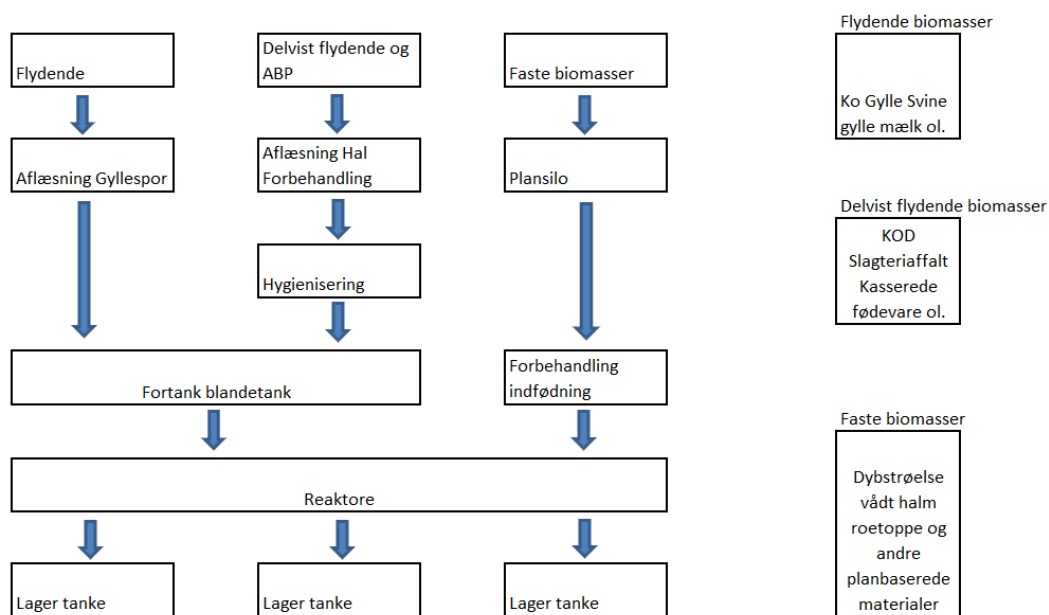 Flydende
Delvist flydende og
ABP
Faste biomasser
Aflæsning Gyllespor
Aflæsning Hal
Forbehandling
Plansilo
Hygienisering
Fortank blandetank
Forbehandling
indfødning
Reaktore
Lager tanke
Lager tanke
Lager tanke
Flydende biomasser
Ko Gylle Svine
gylle mælk ol.
Delvist flydende biomasser
KOD
Slagteriaffalt
Kasserede
fødevare ol.
Faste biomasser
Dybstrøelse
vådt halm
roetoppe og
andre
planbaserede
materialer